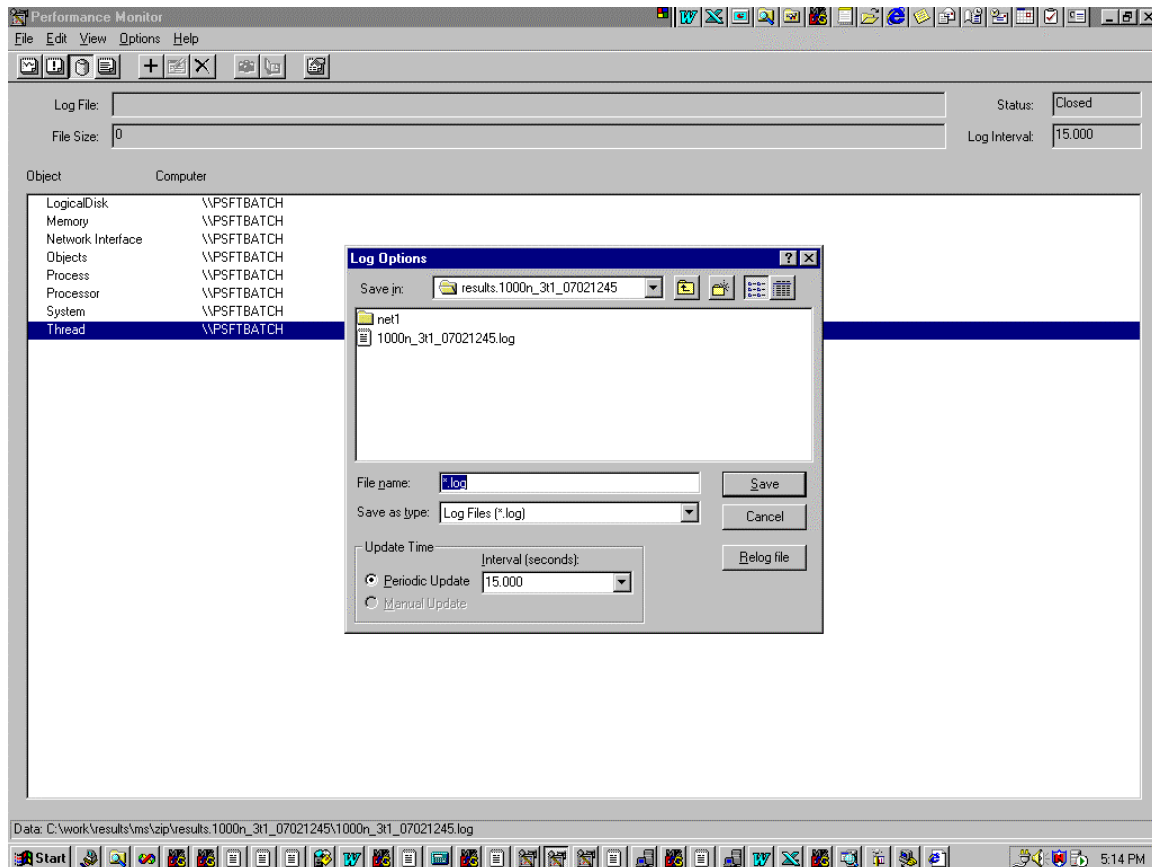 Performance Monitor
File Edit View Options Help
Log File: Status: Closed
File Size: 0 Log Interval: 15.000
Object Computer
LogicalDisk \\PSFTBATCH
Memory \\PSFTBATCH
Network Interface \\PSFTBATCH
Objects \\PSFTBATCH
Process \\PSFTBATCH
Processor \\PSFTBATCH
System \\PSFTBATCH
Thread \\PSFTBATCH
Log Options
Save in: results.1000n_3t1_07021245
net1
1000n_3t1_07021245.log
File name: *.log Save
Save as type: Log Files (*.log) Cancel
Update Time Relog file
Interval (seconds):
Periodic Update 15.000
Manual Update
Data: C:\work\results\ms\zip\results.1000n_3t1_07021245\1000n_3t1_07021245.log
Start 5:14 PM